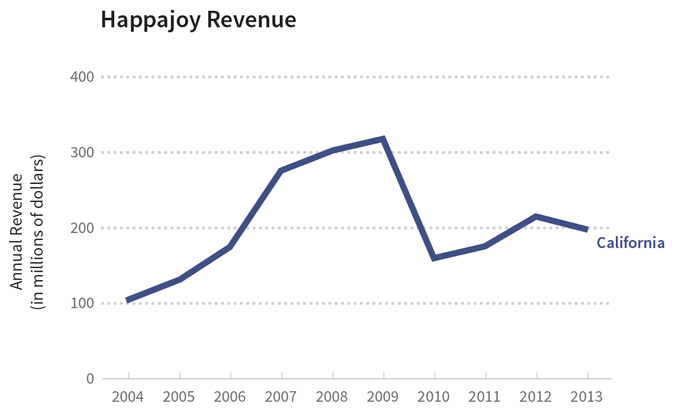 Happajoy Revenue
Annual Revenue
(in millions of dollars)
400
300
200
100
0
California
2004 2005 2006 2007 2008 2009 2010 2011 2012 2013